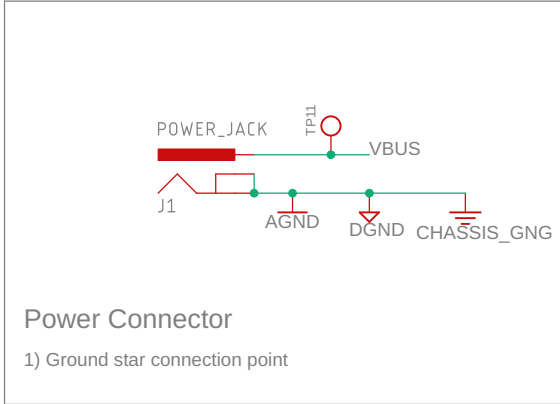 TP11
POWER_JACK
VBUS
J1
AGND
DGND
CHASSIS_GNG
Power Connector
1) Ground star connection point